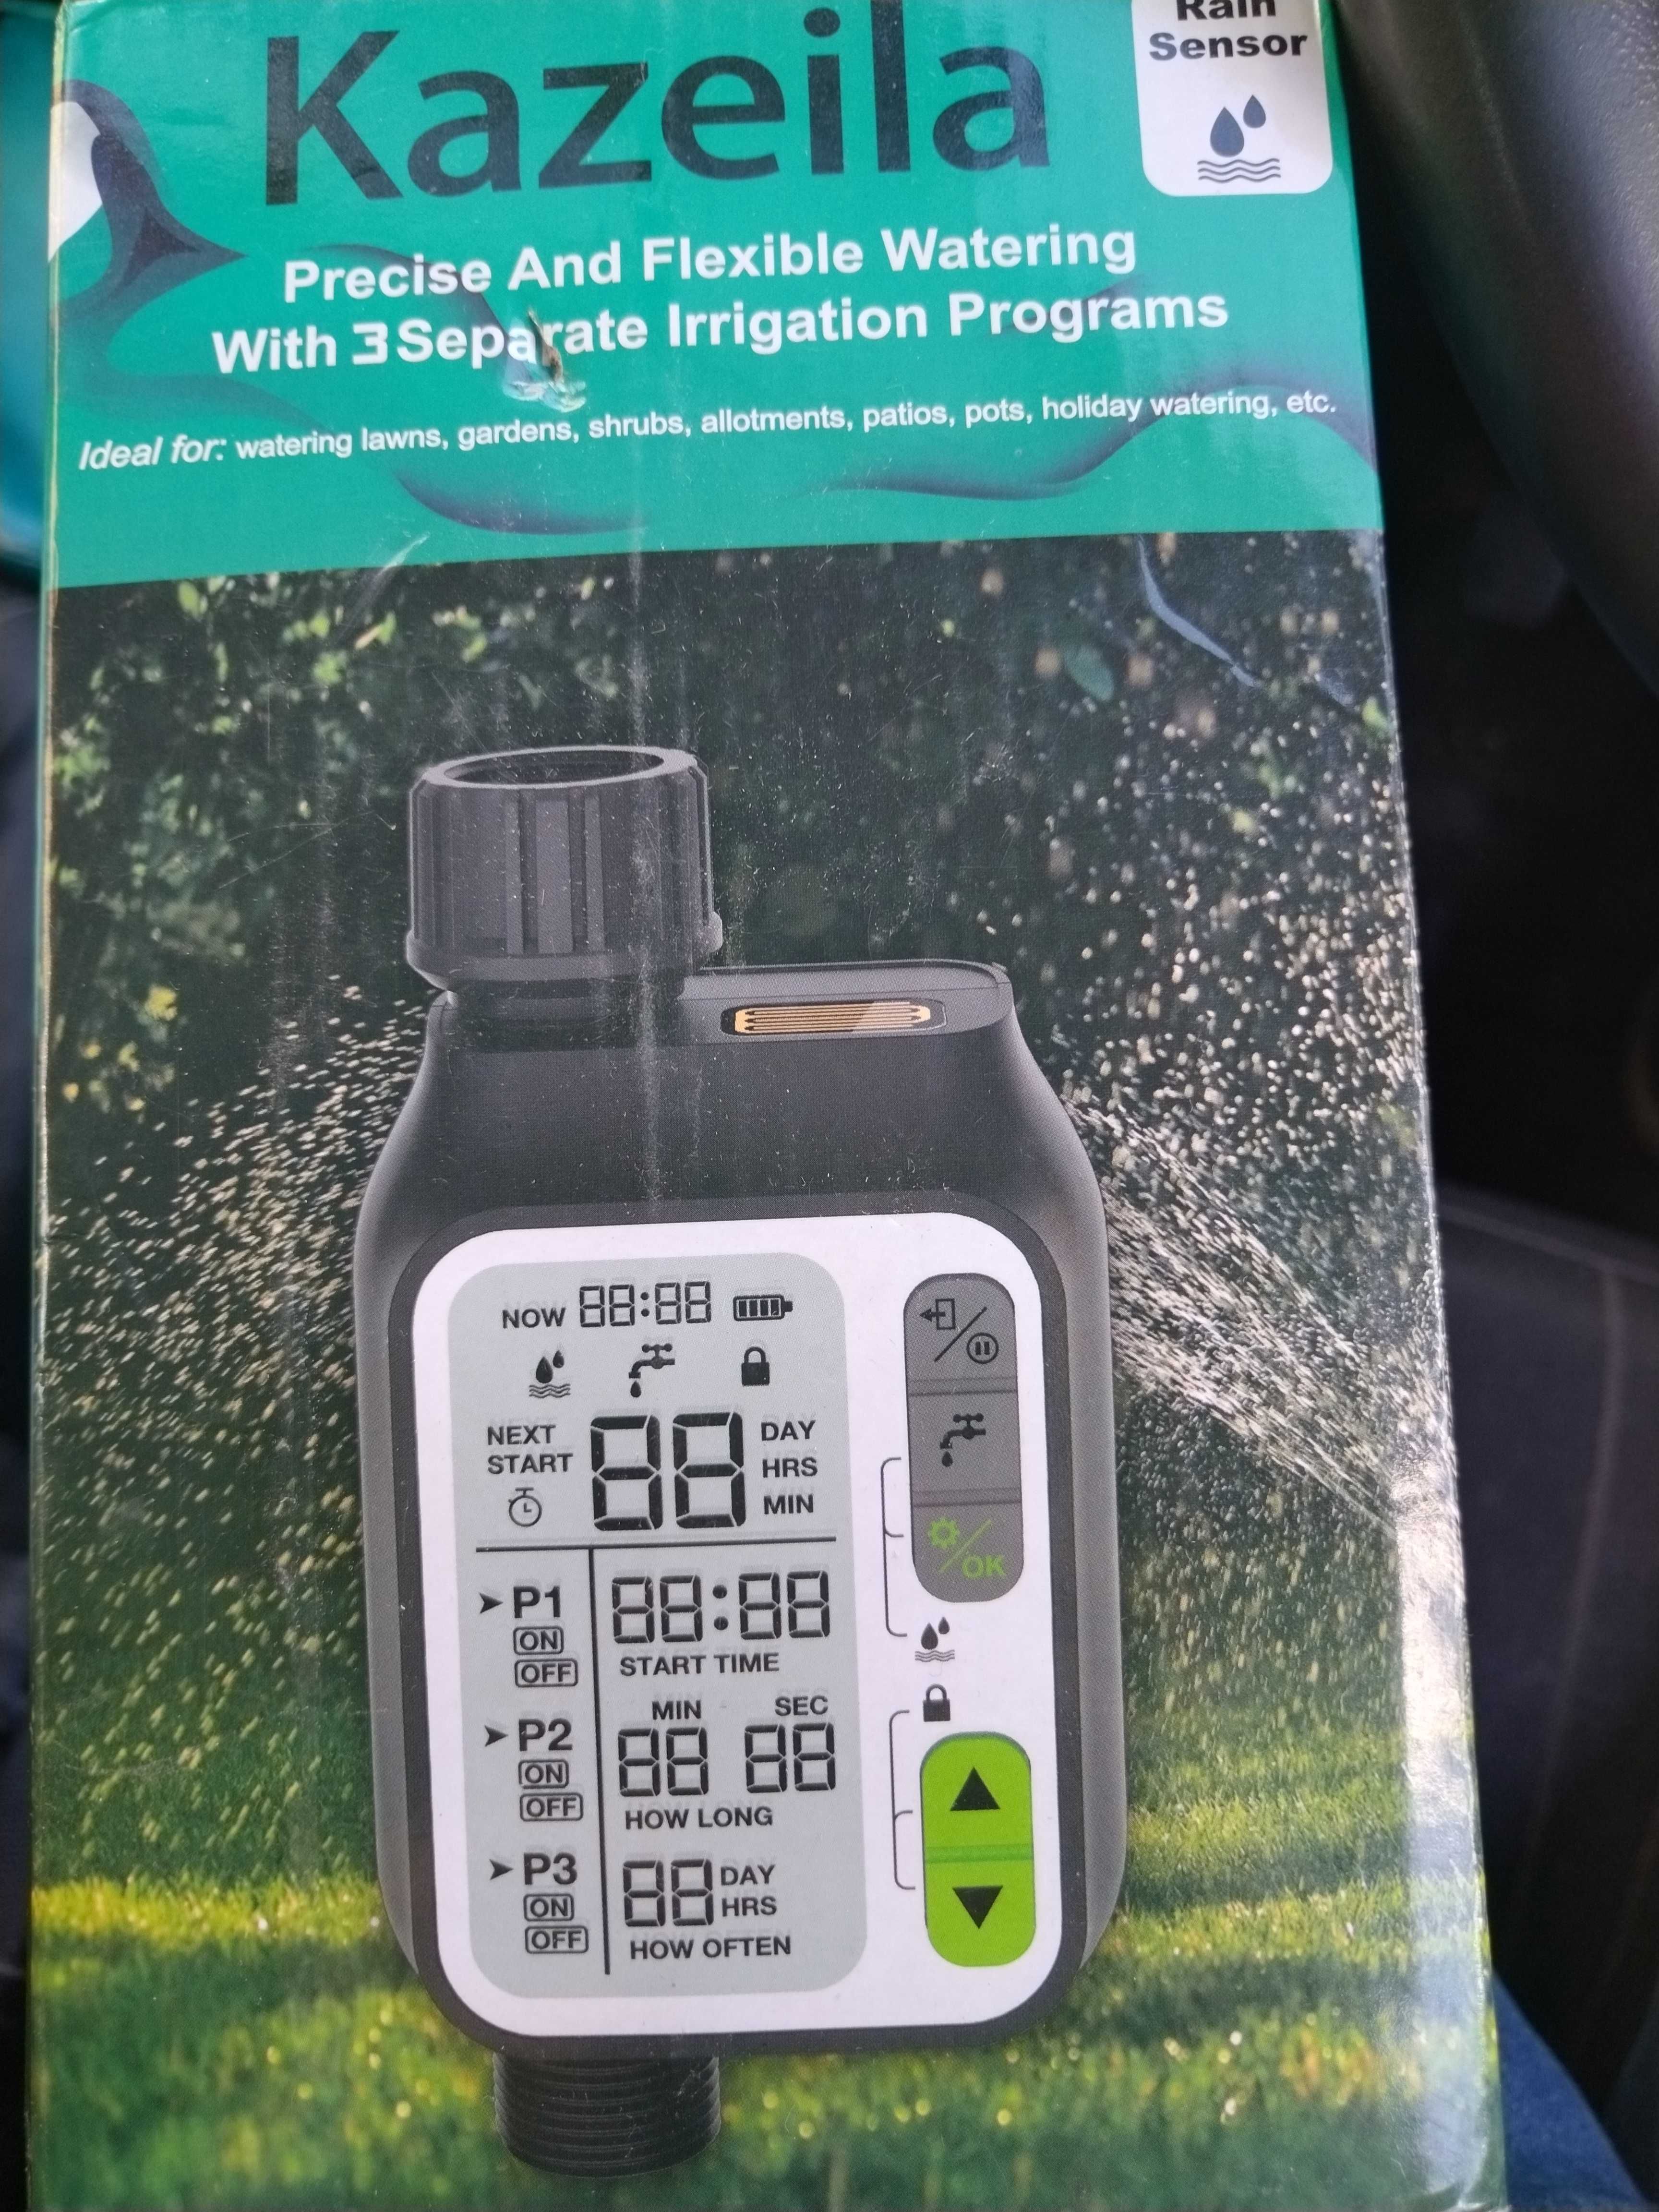 Kazeila
Rain
Sensor
Precise And Flexible Watering
With 3 Separate Irrigation Programs
Ideal for: watering lawns, gardens, shrubs, allotments, patios, pots, holiday watering, etc.
NOW 88:88
NEXT
START
88
DAY
HRS
MIN
P1
ON
OFF
88:88
START TIME
P2
ON
OFF
MIN SEC
88 88
HOW LONG
P3
ON
OFF
88 DAY
HRS
HOW OFTEN
OK